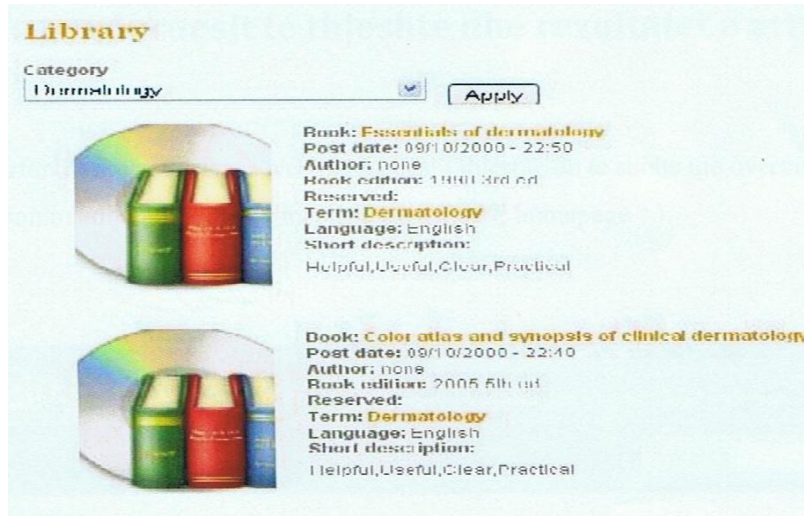 Library
Category
Dermatology
Apply
Book: Essentials of dermatology
Post date: 09/10/2000 - 22:50
Author: none
Book edition: 1990 3rd ed
Reserved:
Term: Dermatology
Language: English
Short description:
Helpful,Useful,Clear,Practical
Book: Color atlas and synopsis of clinical dermatology
Post date: 09/10/2000 - 22:40
Author: none
Book edition: 2005 5th ed
Reserved:
Term: Dermatology
Language: English
Short description:
Helpful,Useful,Clear,Practical